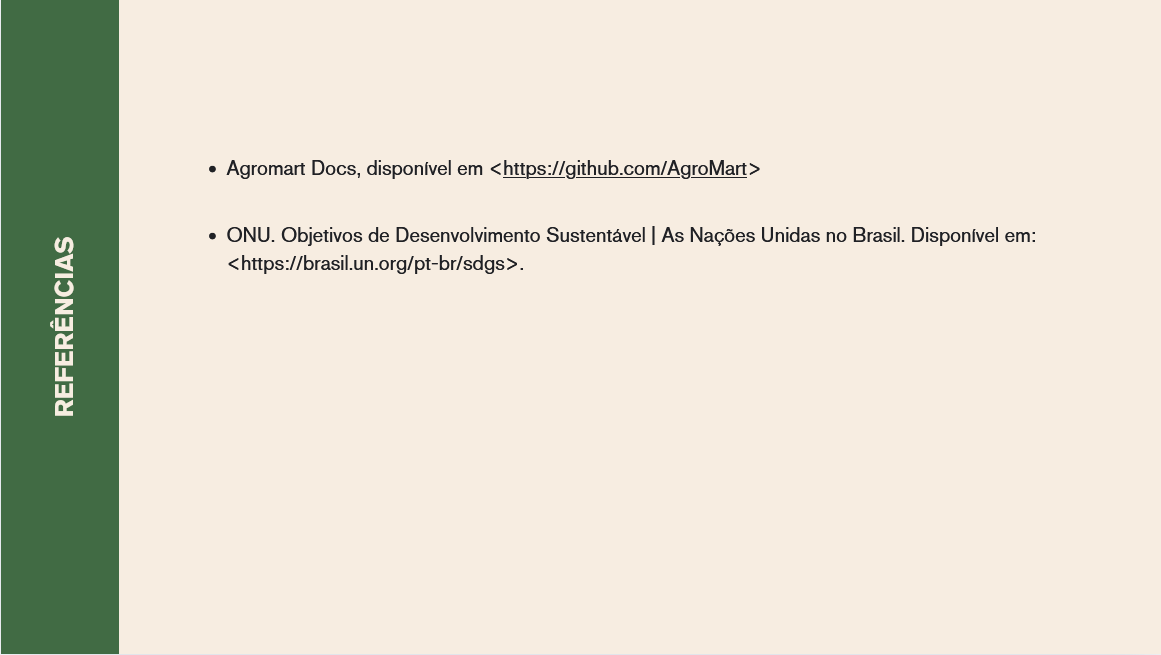 REFERÊNCIAS
• Agromart Docs, disponível em <https://github.com/AgroMart>
• ONU. Objetivos de Desenvolvimento Sustentável | As Nações Unidas no Brasil. Disponível em:
<https://brasil.un.org/pt-br/sdgs>.